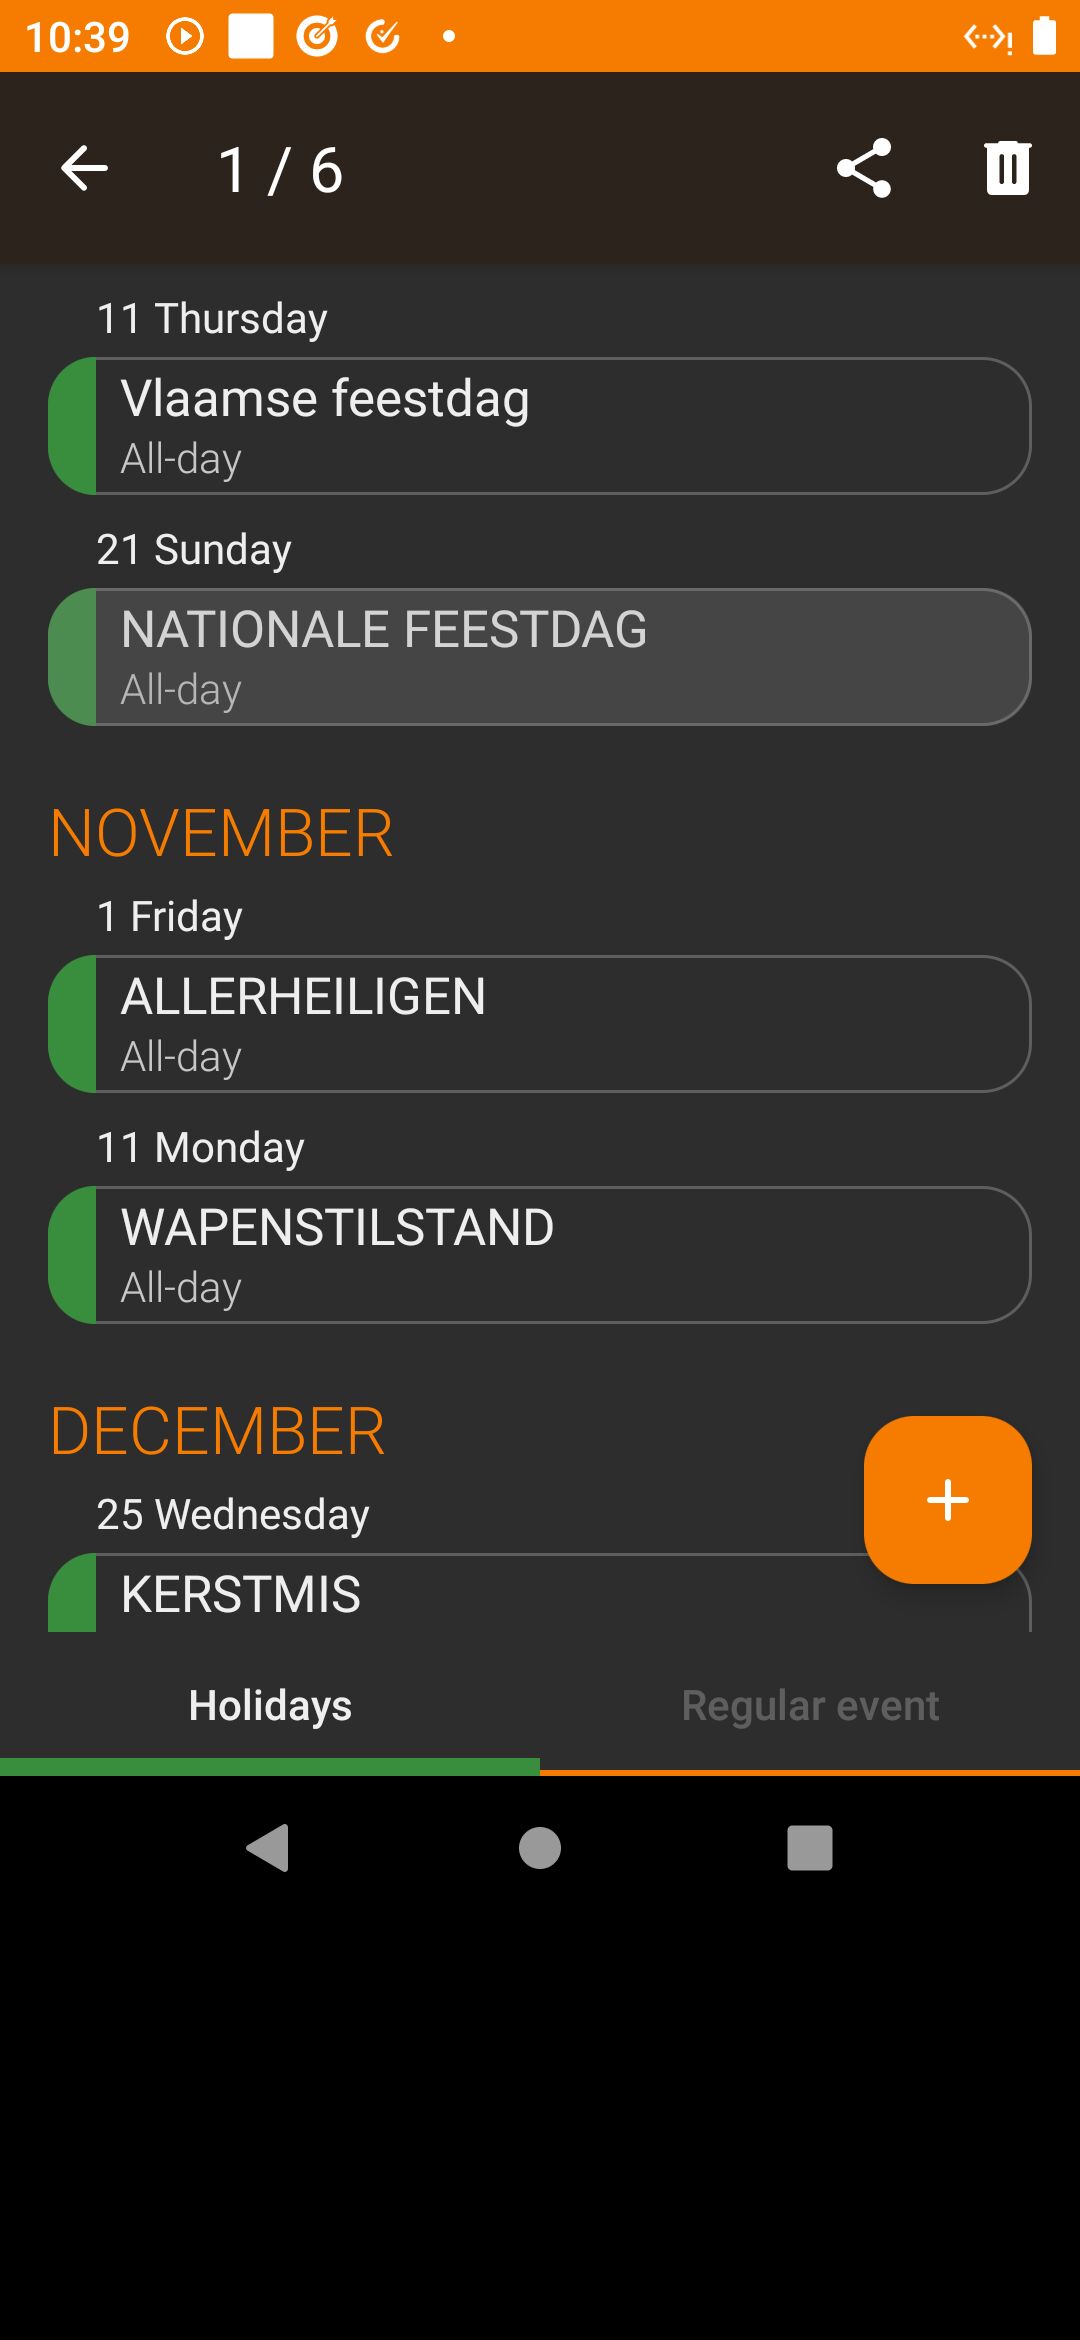 10:39
1 / 6
11 Thursday
Vlaamse feestdag
All-day
21 Sunday
NATIONALE FEESTDAG
All-day
NOVEMBER
1 Friday
ALLERHEILIGEN
All-day
11 Monday
WAPENSTILSTAND
All-day
DECEMBER
25 Wednesday
KERSTMIS
Holidays
Regular event